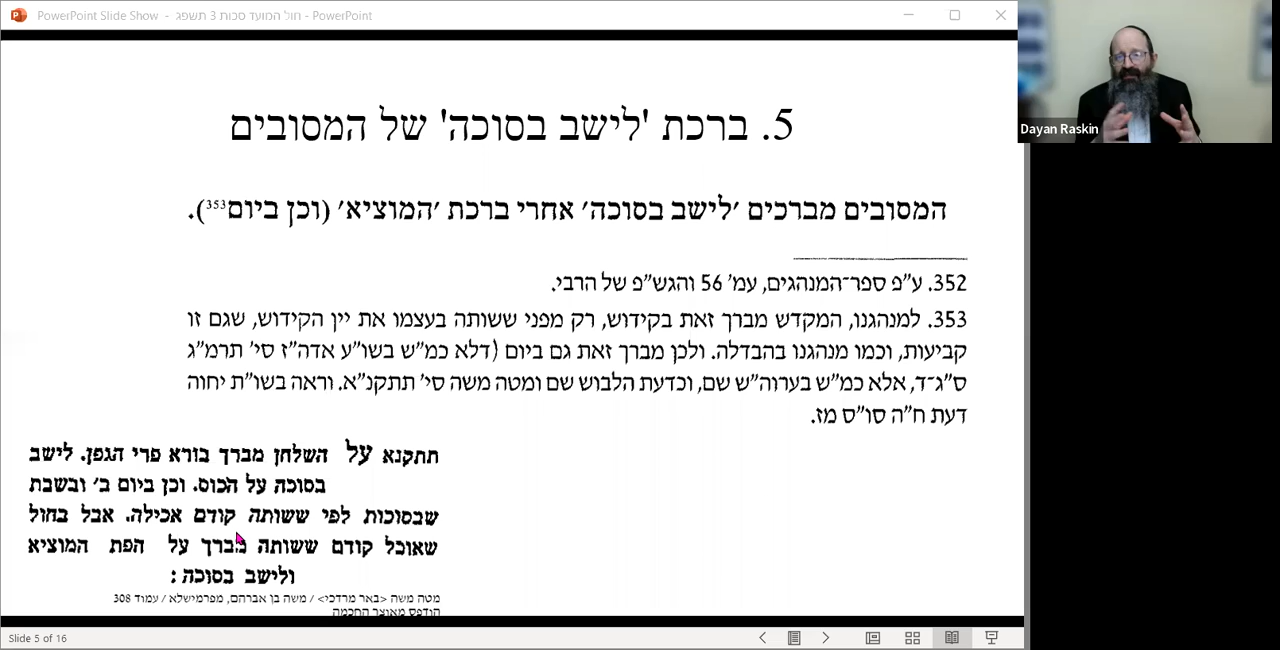 PowerPoint Slide Show - חול המועד סכות 3 תשפג - PowerPoint
Dayan Raskin
5. ברכת 'לישב בסוכה' של המסובים
המסובים מברכים 'לישב בסוכה' אחרי ברכת 'המוציא' (וכן ביום353).
352. ע"פ ספר־המנהגים, עמ' 56 והגש"פ של הרבי.
353. למנהגנו, המקדש מברך זאת בקידוש, רק מפני ששותה בעצמו את יין הקידוש, שגם זו
קביעות, וכמו מנהגנו בהבדלה. ולכן מברך זאת גם ביום (דלא כמ"ש בשו"ע אדה"ז סי' תרמ"ג
ס"ג־ד, אלא כמ"ש בערוה"ש שם, וכדעת הלבוש שם ומטה משה סי' תתקנ"א. וראה בשו"ת יחוה
דעת ח"ה סו"ס מז.
תתקנא על השלחן מברך בורא פרי הגפן. לישב
בסוכה על הכוס. וכן ביום ב' ובשבת
שבסוכות לפי ששותה קודם אכילה. אבל בחול
שאוכל קודם ששותה מברך על הפת המוציא
ולישב בסוכה :
מטה משה <באר מרדכי> / משה בן אברהם, מפרמישלא / עמוד 308
הודפס מאוצר החכמה
Slide 5 of 16